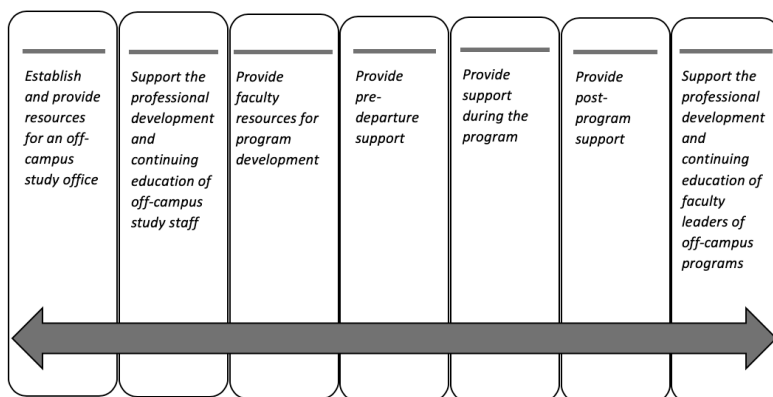 Establish
and provide
resources
for an off-
campus
study office
Support the
professional
development
and
continuing
education of
off-campus
study staff
Provide
faculty
resources for
program
development
Provide
pre-
departure
support
Provide
support
during the
program
Provide
post-
program
support
Support the
professional
development
and
continuing
education of
faculty
leaders of
off-campus
programs